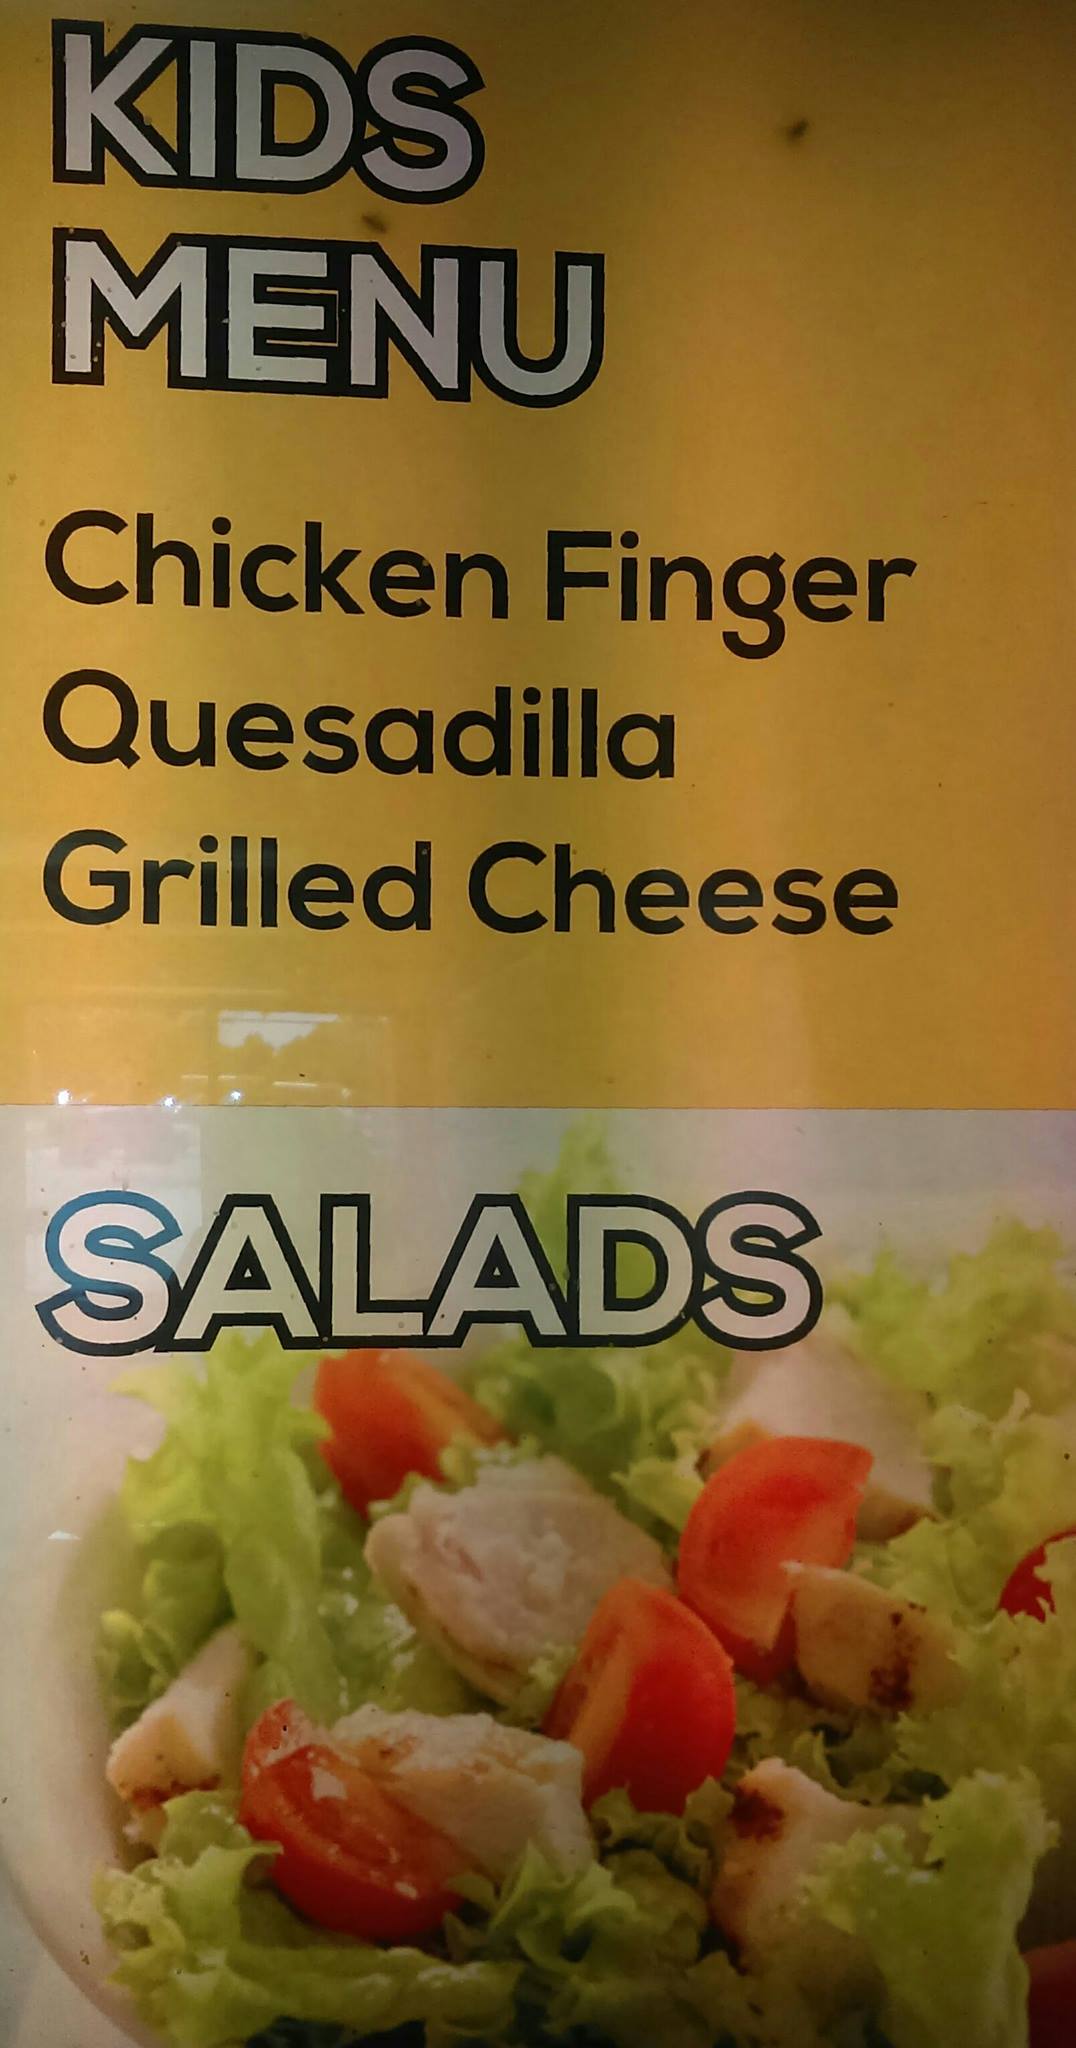 KIDS
MENU
Chicken Finger
Quesadilla
Grilled Cheese
SALADS